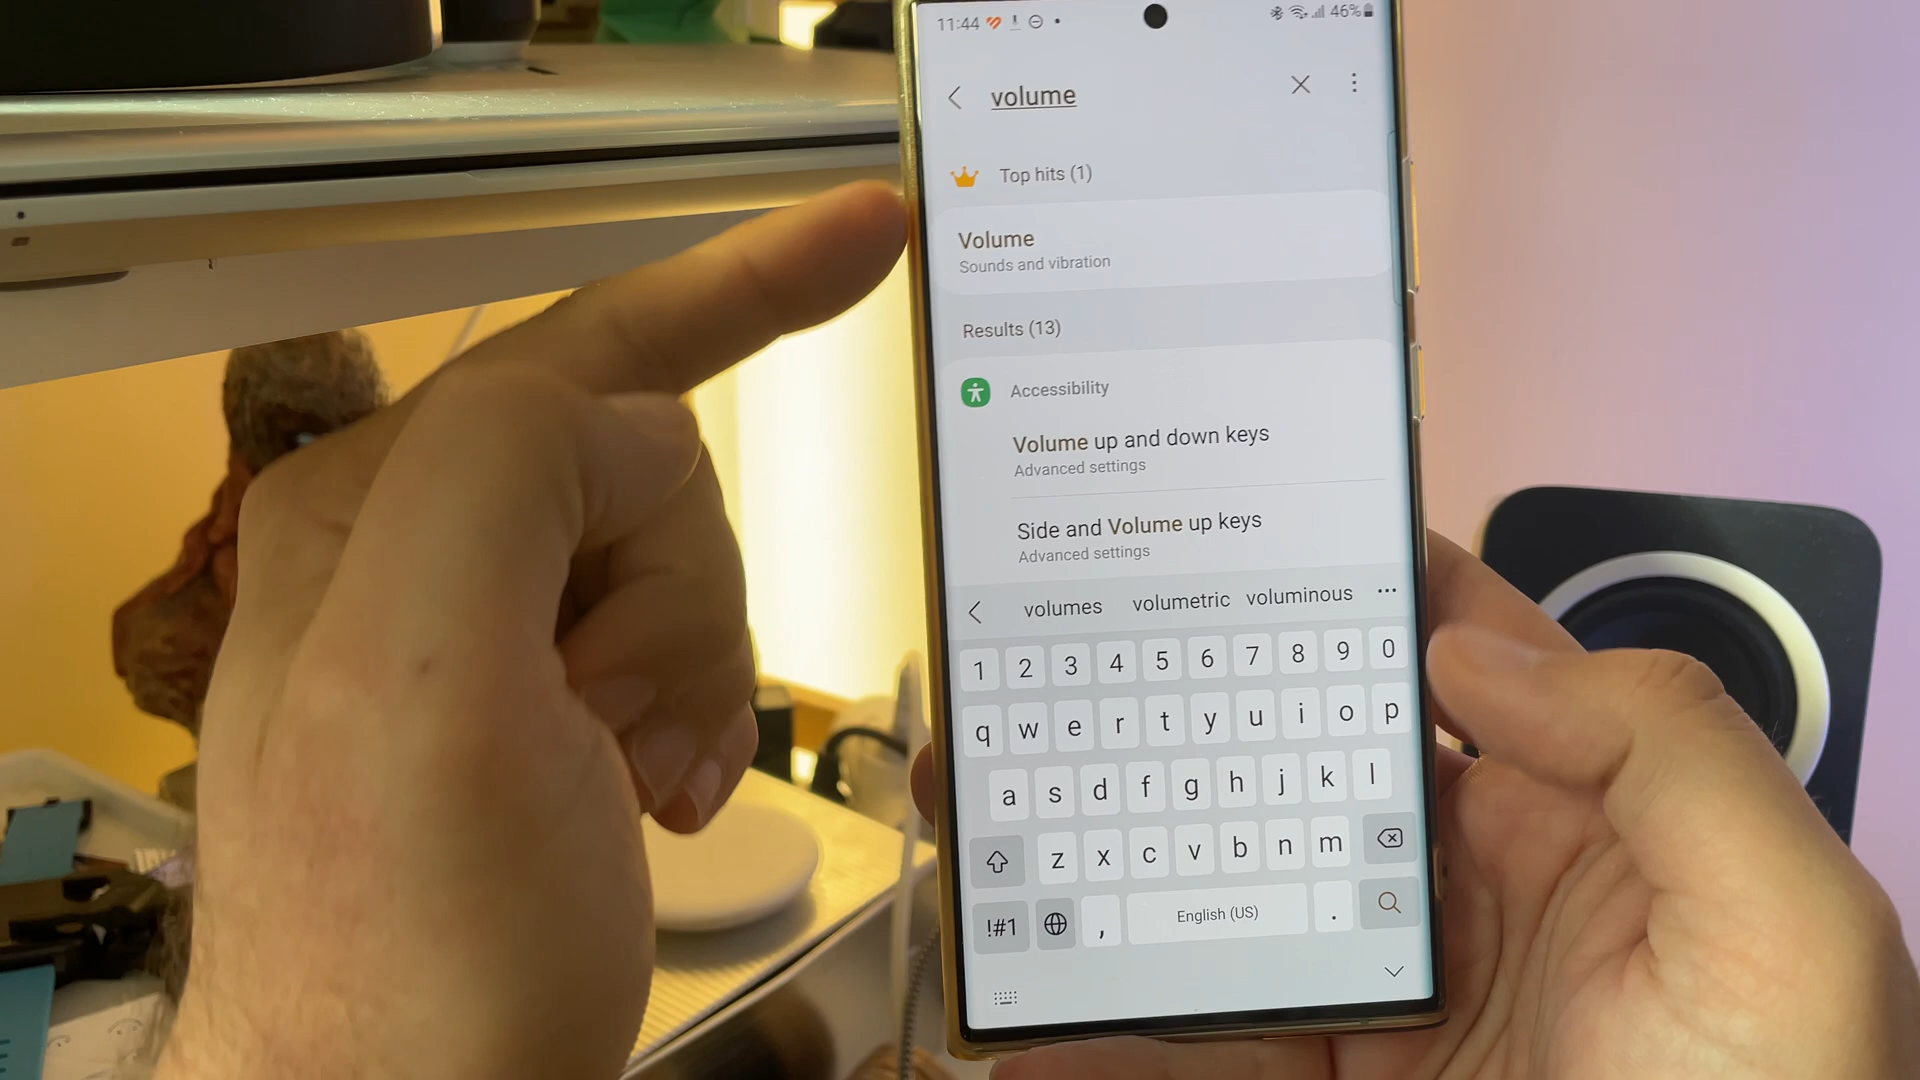 11:44
46%
volume
Top hits (1)
Volume
Sounds and vibration
Results (13)
Accessibility
Volume up and down keys
Advanced settings
Side and Volume up keys
Advanced settings
volumes volumetric voluminous
1 2 3 4 5 6 7 8 9 0
q w e r t y u i o p
a s d f g h j k l
z x c v b n m
!#1 , English (US) .